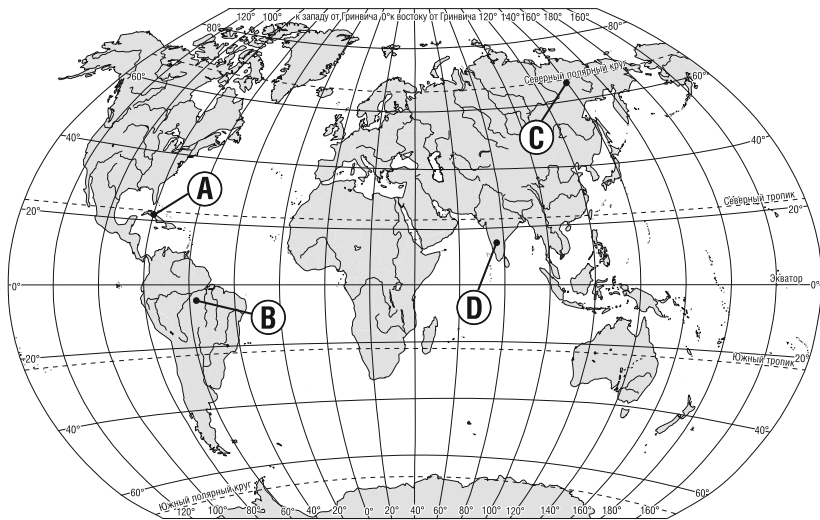 120° 100° к западу от Гринвича 0° к востоку от Гринвича 120° 140° 160° 180° 160°
80° 80°
Северный полярный круг
60° 60°
C
40° 40°
A
Северный тропик
20° 20°
Экватор
0° 0°
D
B
Южный тропик
20° 20°
40° 40°
60° 60°
Южный полярный круг
120° 100° 80° 60° 40° 20° 0° 20° 40° 60° 80° 100° 120° 140° 160° 180° 160°